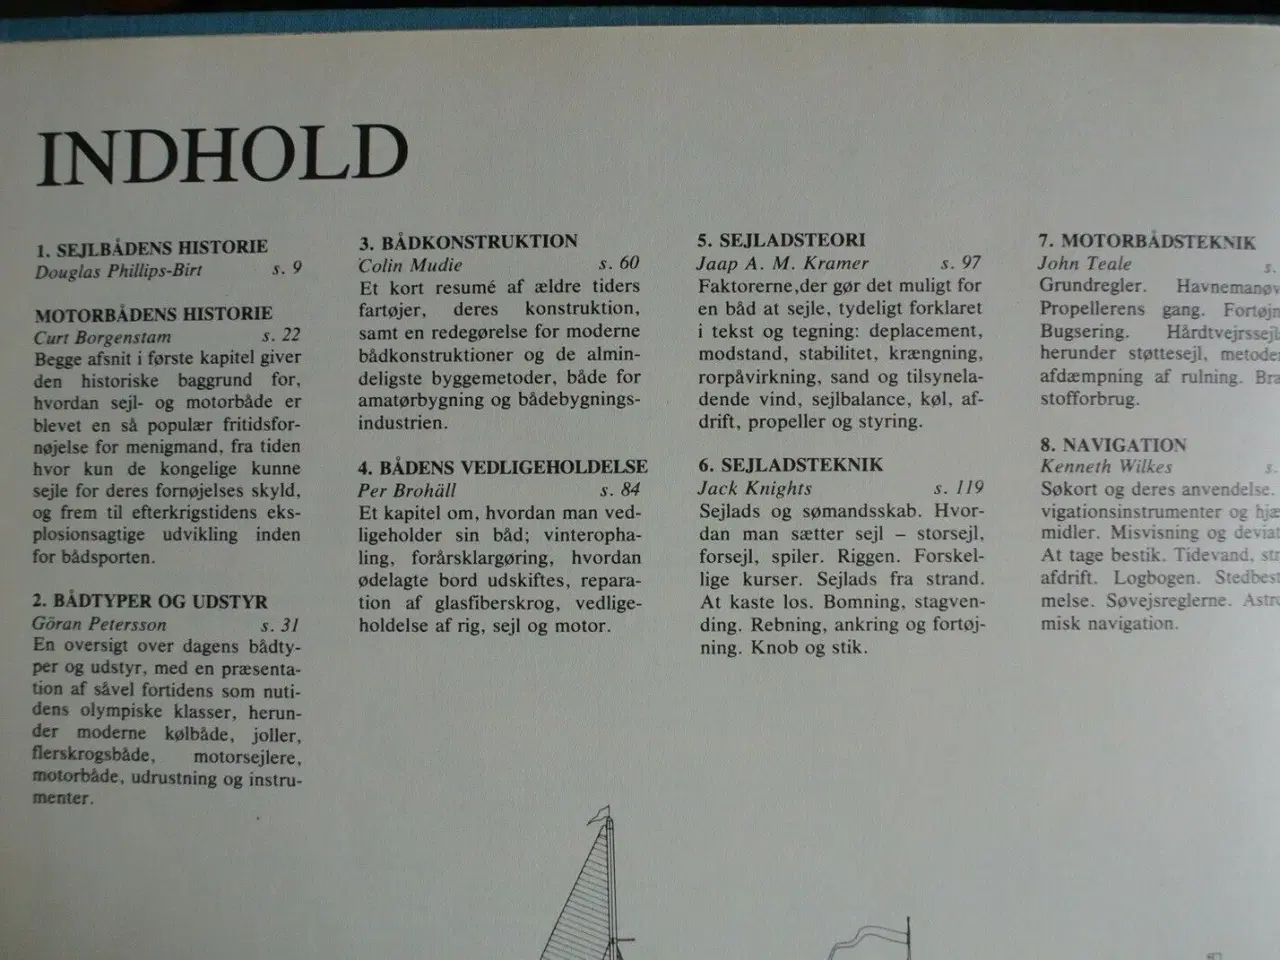 INDHOLD
1. SEJLBÅDENS HISTORIE
Douglas Phillips-Birt s. 9
MOTORBÅDENS HISTORIE
Curt Borgenstam s. 22
Begge afsnit i første kapitel giver
den historiske baggrund for,
hvordan sejl- og motorbåde er
blevet en så populær fritidsfor-
nøjelse for menigmand, fra tiden
hvor kun de kongelige kunne
sejle for deres fornøjelses skyld,
og frem til efterkrigstidens eks-
plosionsagtige udvikling inden
for bådsporten.
2. BÅDTYPER OG UDSTYR
Göran Petersson s. 31
En oversigt over dagens bådty-
per og udstyr, med en præsenta-
tion af såvel fortidens som nuti-
dens olympiske klasser, herun-
der moderne kølbåde, joller,
flerskrogsbåde, motorsejlere,
motorbåde, udrustning og instru-
menter.
3. BÅDKONSTRUKTION
Colin Mudie s. 60
Et kort resumé af ældre tiders
fartøjer, deres konstruktion,
samt en redegørelse for moderne
bådkonstruktioner og de almin-
deligste byggemetoder, både for
amatørbygning og bådebygnings-
industrien.
4. BÅDENS VEDLIGEHOLDELSE
Per Brohäll s. 84
Et kapitel om, hvordan man ved-
ligeholder sin båd; vinteropha-
ling, forårsklargøring, hvordan
ødelagte bord udskiftes, repara-
tion af glasfiberskrog, vedlige-
holdelse af rig, sejl og motor.
5. SEJLADSTEORI
Jaap A. M. Kramer s. 97
Faktorerne,der gør det muligt for
en båd at sejle, tydeligt forklaret
i tekst og tegning: deplacement,
modstand, stabilitet, krængning,
rorpåvirkning, sand og tilsynela-
dende vind, sejlbalance, køl, af-
drift, propeller og styring.
6. SEJLADSTEKNIK
Jack Knights s. 119
Sejlads og sømandsskab. Hvor-
dan man sætter sejl – storsejl,
forsejl, spiler. Riggen. Forskel-
lige kurser. Sejlads fra strand.
At kaste los. Bomning, stagven-
ding. Rebning, ankring og fortøj-
ning. Knob og stik.
7. MOTORBÅDSTEKNIK
John Teale s.
Grundregler. Havnemanøv
Propellerens gang. Fortøjn
Bugsering. Hårdtvejrssejl
herunder støttesejl, metoder
afdæmpning af rulning. Bra
stofforbrug.
8. NAVIGATION
Kenneth Wilkes s.
Søkort og deres anvendelse.
vigationsinstrumenter og hjæ
midler. Misvisning og deviat
At tage bestik. Tidevand, str
afdrift. Logbogen. Stedbest
melse. Søvejsreglerne. Astro
misk navigation.